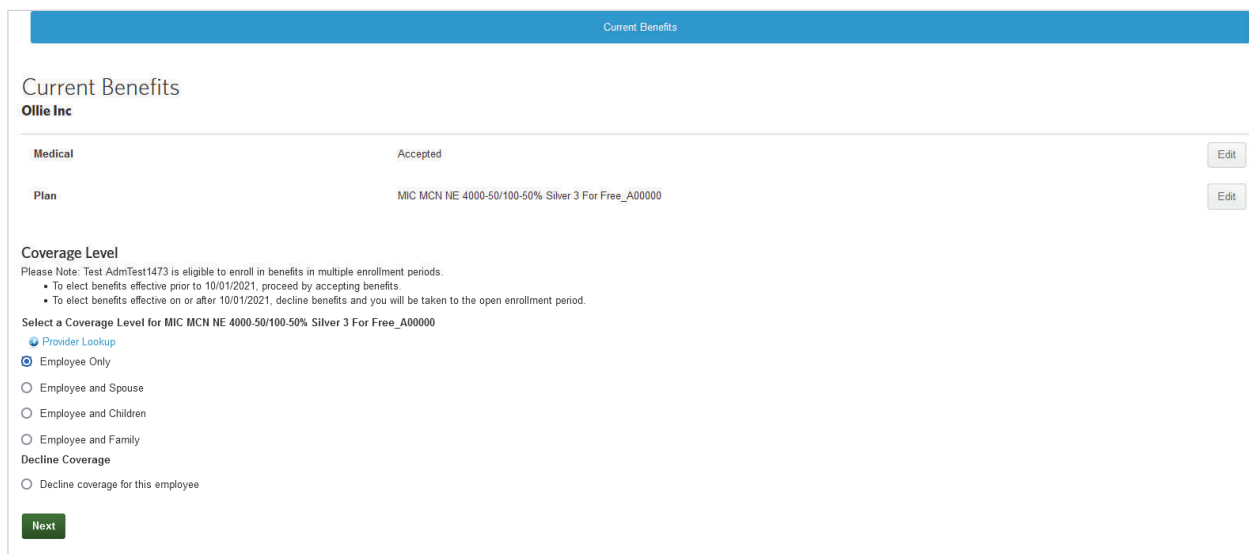 Current Benefits
Current Benefits
Ollie Inc
Medical Accepted Edit
Plan MIC MCN NE 4000-50/100-50% Silver 3 For Free_A00000 Edit
Coverage Level
Please Note: Test AdmTest1473 is eligible to enroll in benefits in multiple enrollment periods.
• To elect benefits effective prior to 10/01/2021, proceed by accepting benefits.
• To elect benefits effective on or after 10/01/2021, decline benefits and you will be taken to the open enrollment period.
Select a Coverage Level for MIC MCN NE 4000-50/100-50% Silver 3 For Free_A00000
Provider Lookup
Employee Only
Employee and Spouse
Employee and Children
Employee and Family
Decline Coverage
Decline coverage for this employee
Next